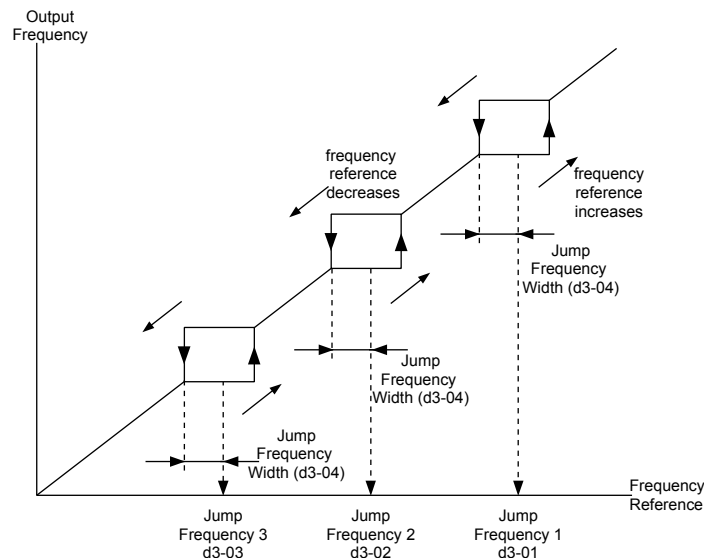 Output
Frequency
frequency
reference
decreases
frequency
reference
increases
Jump
Frequency
Width (d3-04)
Jump
Frequency
Width (d3-04)
Jump
Frequency
Width (d3-04)
Frequency
Reference
Jump
Frequency 3
d3-03
Jump
Frequency 2
d3-02
Jump
Frequency 1
d3-01